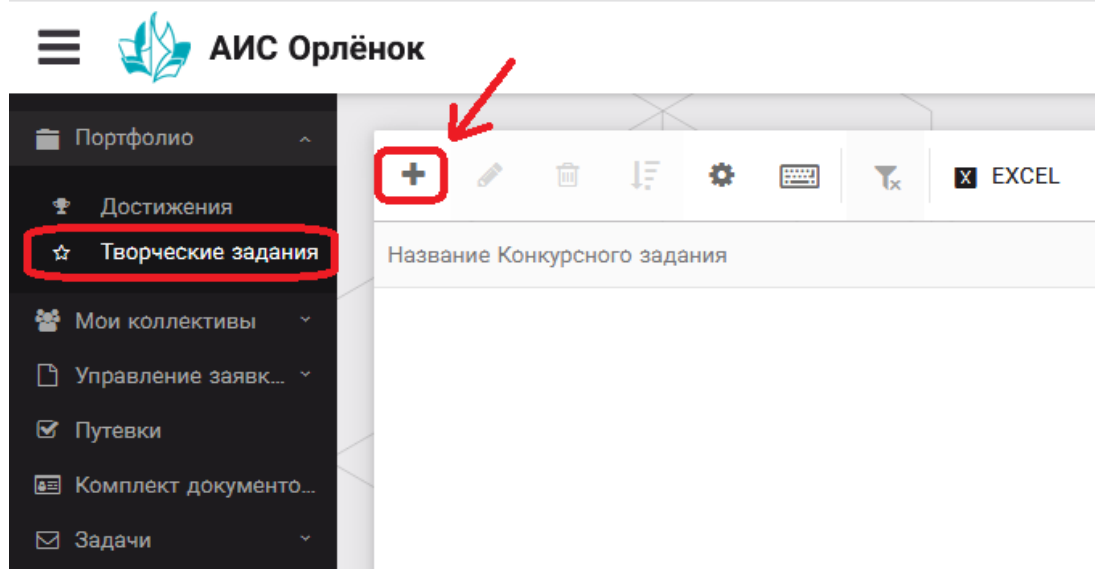 АИС Орлёнок
Портфолио
Достижения
Творческие задания
Мои коллективы
Управление заявк...
Путевки
Комплект документо...
Задачи
X EXCEL
Название Конкурсного задания